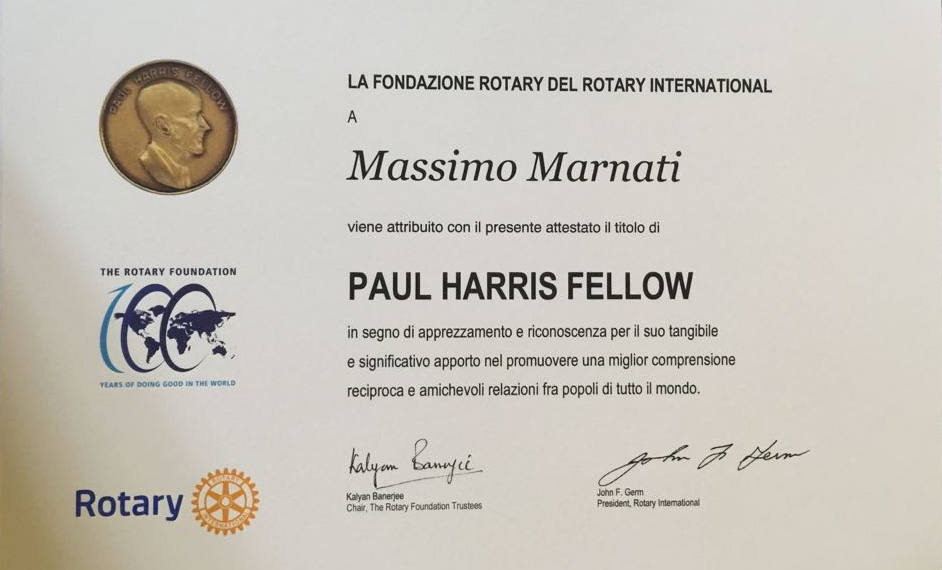 PAUL HARRIS FELLOW
LA FONDAZIONE ROTARY DEL ROTARY INTERNATIONAL
A
Massimo Marnati
viene attribuito con il presente attestato il titolo di
THE ROTARY FOUNDATION
100
YEARS OF DOING GOOD IN THE WORLD
PAUL HARRIS FELLOW
in segno di apprezzamento e riconoscenza per il suo tangibile
e significativo apporto nel promuovere una miglior comprensione
reciproca e amichevoli relazioni fra popoli di tutto il mondo.
Kalyan Banerjee
John F. Germ
Kalyan Banerjee
Chair, The Rotary Foundation Trustees
John F. Germ
President, Rotary International
Rotary
ROTARY
INTERNATIONAL